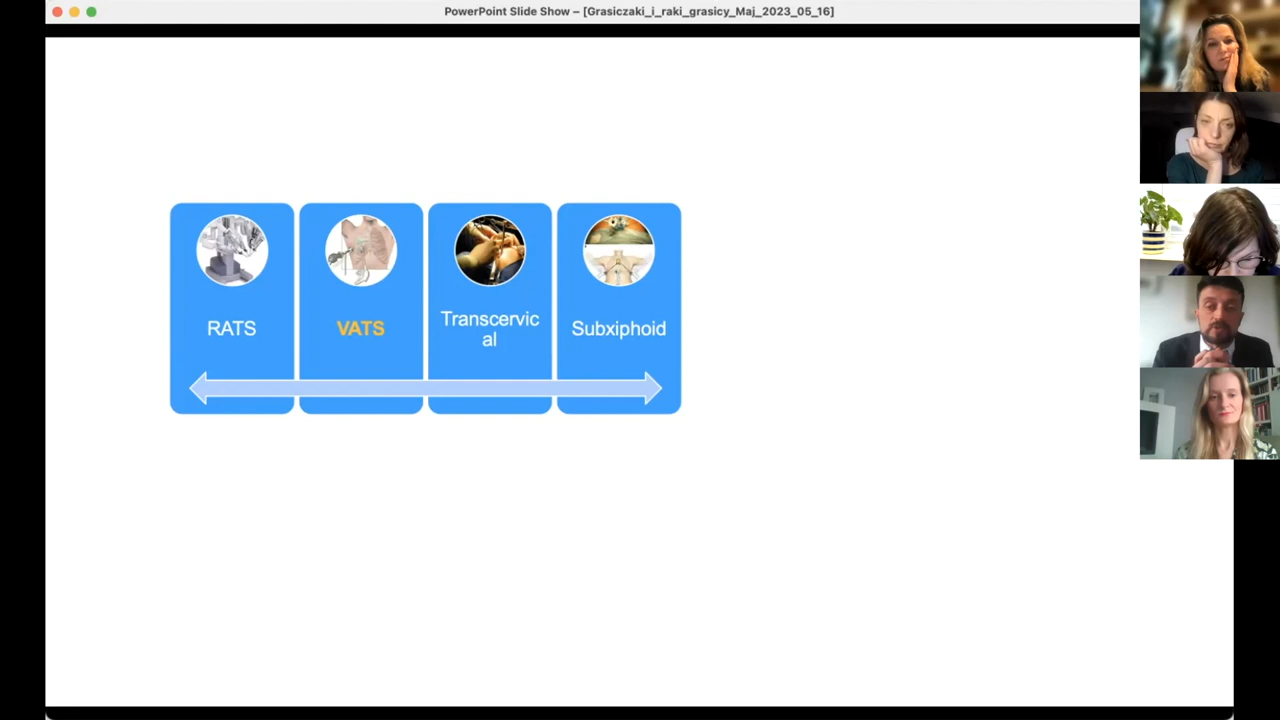 PowerPoint Slide Show – [Grasiczaki_i_raki_grasicy_Maj_2023_05_16]
RATS
VATS
Transcervic
al
Subxiphoid